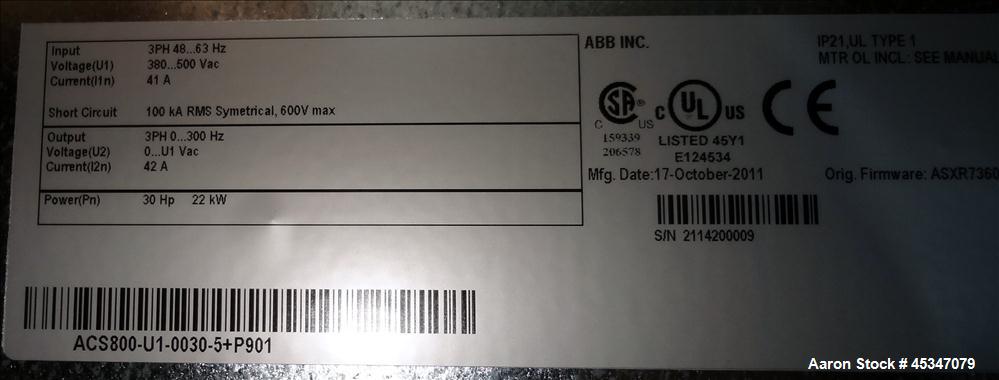 Input 3PH 48...63 Hz
Voltage(U1) 380...500 Vac
Current(I1n) 41 A
Short Circuit 100 kA RMS Symetrical, 600V max
Output 3PH 0...300 Hz
Voltage(U2) 0...U1 Vac
Current(I2n) 42 A
Power(Pn) 30 Hp 22 kW
ACS800-U1-0030-5+P901
ABB INC.
IP21,UL TYPE 1
MTR OL INCL: SEE MANUAL
SA ®
C US
159339
206578
C UL US
LISTED 45Y1
E124534
CE
Mfg. Date:17-October-2011
Orig. Firmware: ASXR7360
S/N 2114200009
Aaron Stock # 45347079